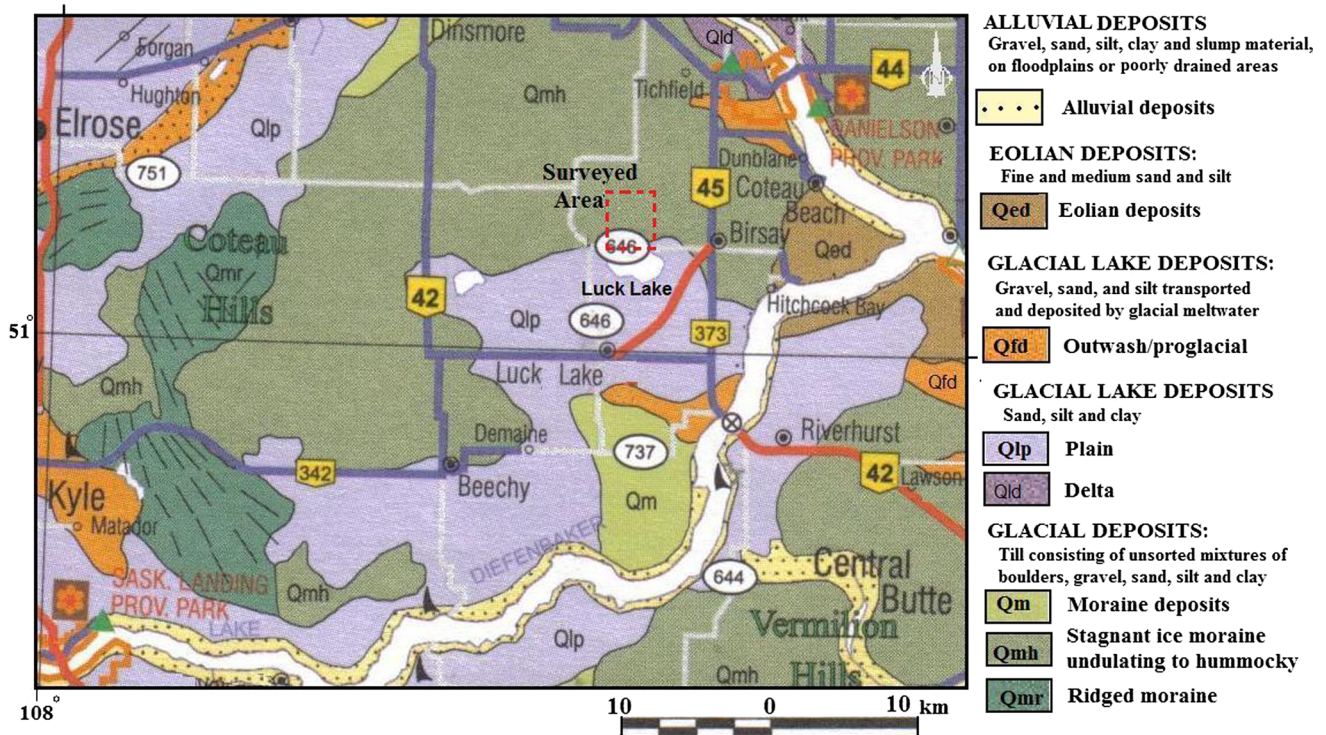 Forgan
Hughton
Elrose
751
Qlp
Dinsmore
42
Qmh
Qld
Tichfield
44
DANIELSON
PROV. PARK
Dunblane
Surveyed
Area
45
Coteau
Beach
Birsay
Qed
646
Coteau
Qmr
Hills
42
Luck Lake
Hitchcock Bay
51°
Qlp
646
373
Qmh
Luck Lake
Qfd
Demaine
737
Riverhurst
342
42
Lawson
Kyle
Beechy
Qm
Matador
DIEFENBAKER
SASK. LANDING
PROV. PARK
LAKE
Qmh
644
Central
Butte
Qlp
Vermilion
Hills
Qmh
108°
10 0 10 km
N
ALLUVIAL DEPOSITS
Gravel, sand, silt, clay and slump material,
on floodplains or poorly drained areas
Alluvial deposits
EOLIAN DEPOSITS:
Fine and medium sand and silt
Qed Eolian deposits
GLACIAL LAKE DEPOSITS:
Gravel, sand, and silt transported
and deposited by glacial meltwater
Qfd Outwash/proglacial
GLACIAL LAKE DEPOSITS
Sand, silt and clay
Qlp Plain
Qld Delta
GLACIAL DEPOSITS:
Till consisting of unsorted mixtures of
boulders, gravel, sand, silt and clay
Qm Moraine deposits
Qmh Stagnant ice moraine
undulating to hummocky
Qmr Ridged moraine